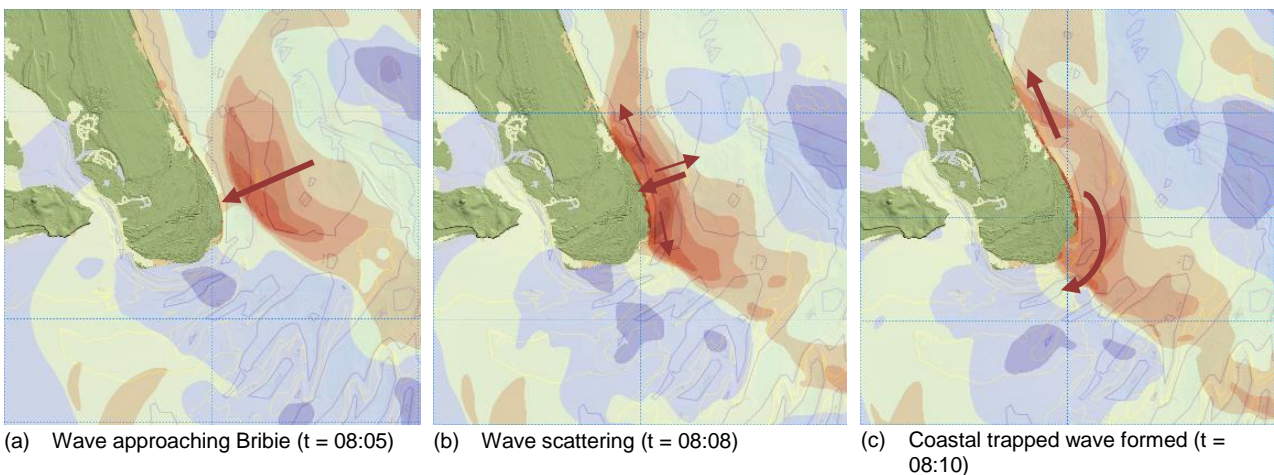 (a) Wave approaching Bribie (t = 08:05)
(b) Wave scattering (t = 08:08)
(c) Coastal trapped wave formed (t =
08:10)